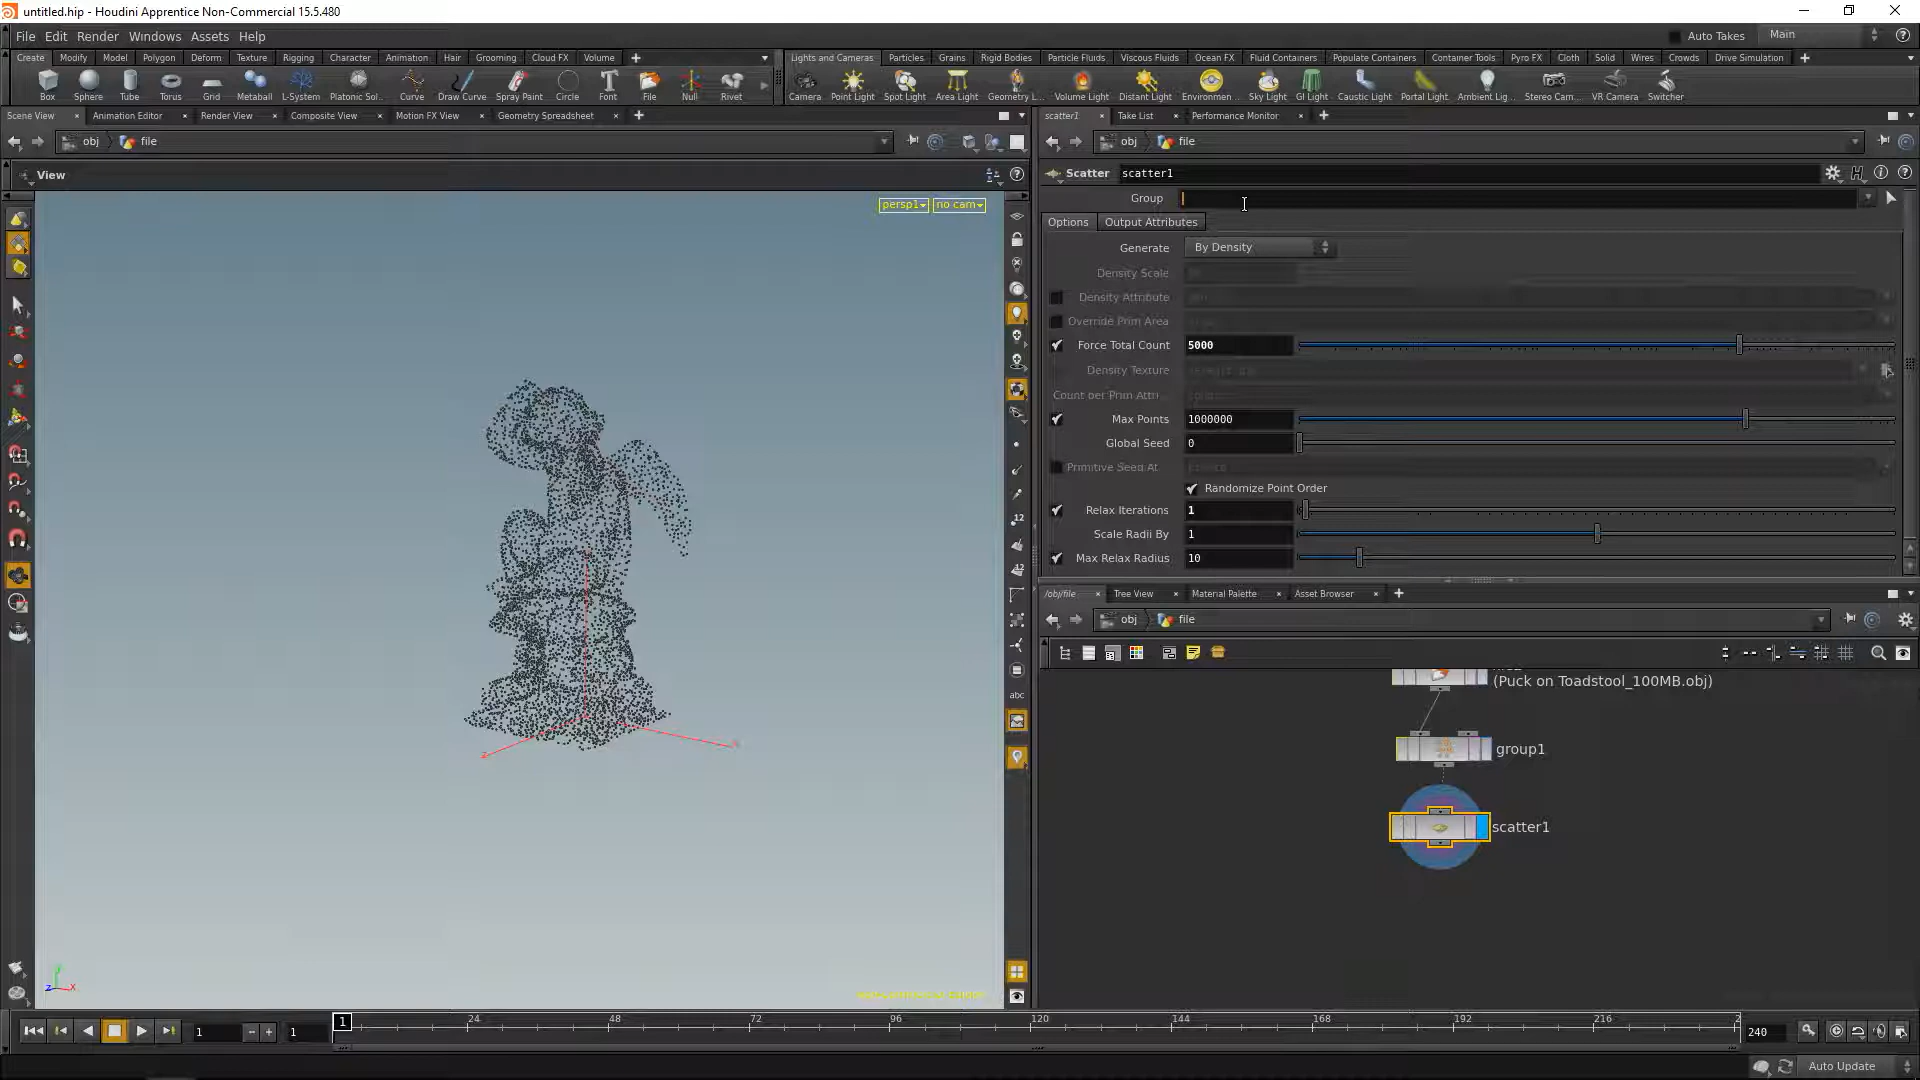 untitled.hip - Houdini Apprentice Non-Commercial 15.5.480
File Edit Render Windows Assets Help
Auto Takes Main
Create Modify Model Polygon Deform Texture Rigging Character Animation Hair Grooming Cloud FX Volume
Lights and Cameras Particles Grains Rigid Bodies Particle Fluids Viscous Fluids Ocean FX Fluid Containers Populate Containers Container Tools Pyro FX Cloth Solid Wires Crowds Drive Simulation
Box Sphere Tube Torus Grid Metaball L-System Platonic Sol... Curve Draw Curve Spray Paint Circle Font File Null Rivet
Camera Point Light Spot Light Area Light Geometry L... Volume Light Distant Light Environmen... Sky Light GI Light Caustic Light Portal Light Ambient Lig... Stereo Cam... VR Camera Switcher
Scene View Animation Editor Render View Composite View Motion FX View Geometry Spreadsheet
scatter1 Take List Performance Monitor
obj file
obj file
View
persp1 no cam
Scatter scatter1
Group
Options Output Attributes
Generate By Density
Density Scale
Density Attribute
Override Prim Area
Force Total Count 5000
Density Texture
Count per Prim Attri...
Max Points 1000000
Global Seed 0
Primitive Seed At
Randomize Point Order
Relax Iterations 1
Scale Radii By 1
Max Relax Radius 10
/obj/file Tree View Material Palette Asset Browser
obj file
(Puck on Toadstool_100MB.obj)
group1
scatter1
12
12
abc
z x
1 1 1 24 48 72 96 120 144 168 192 216 2 240
Auto Update